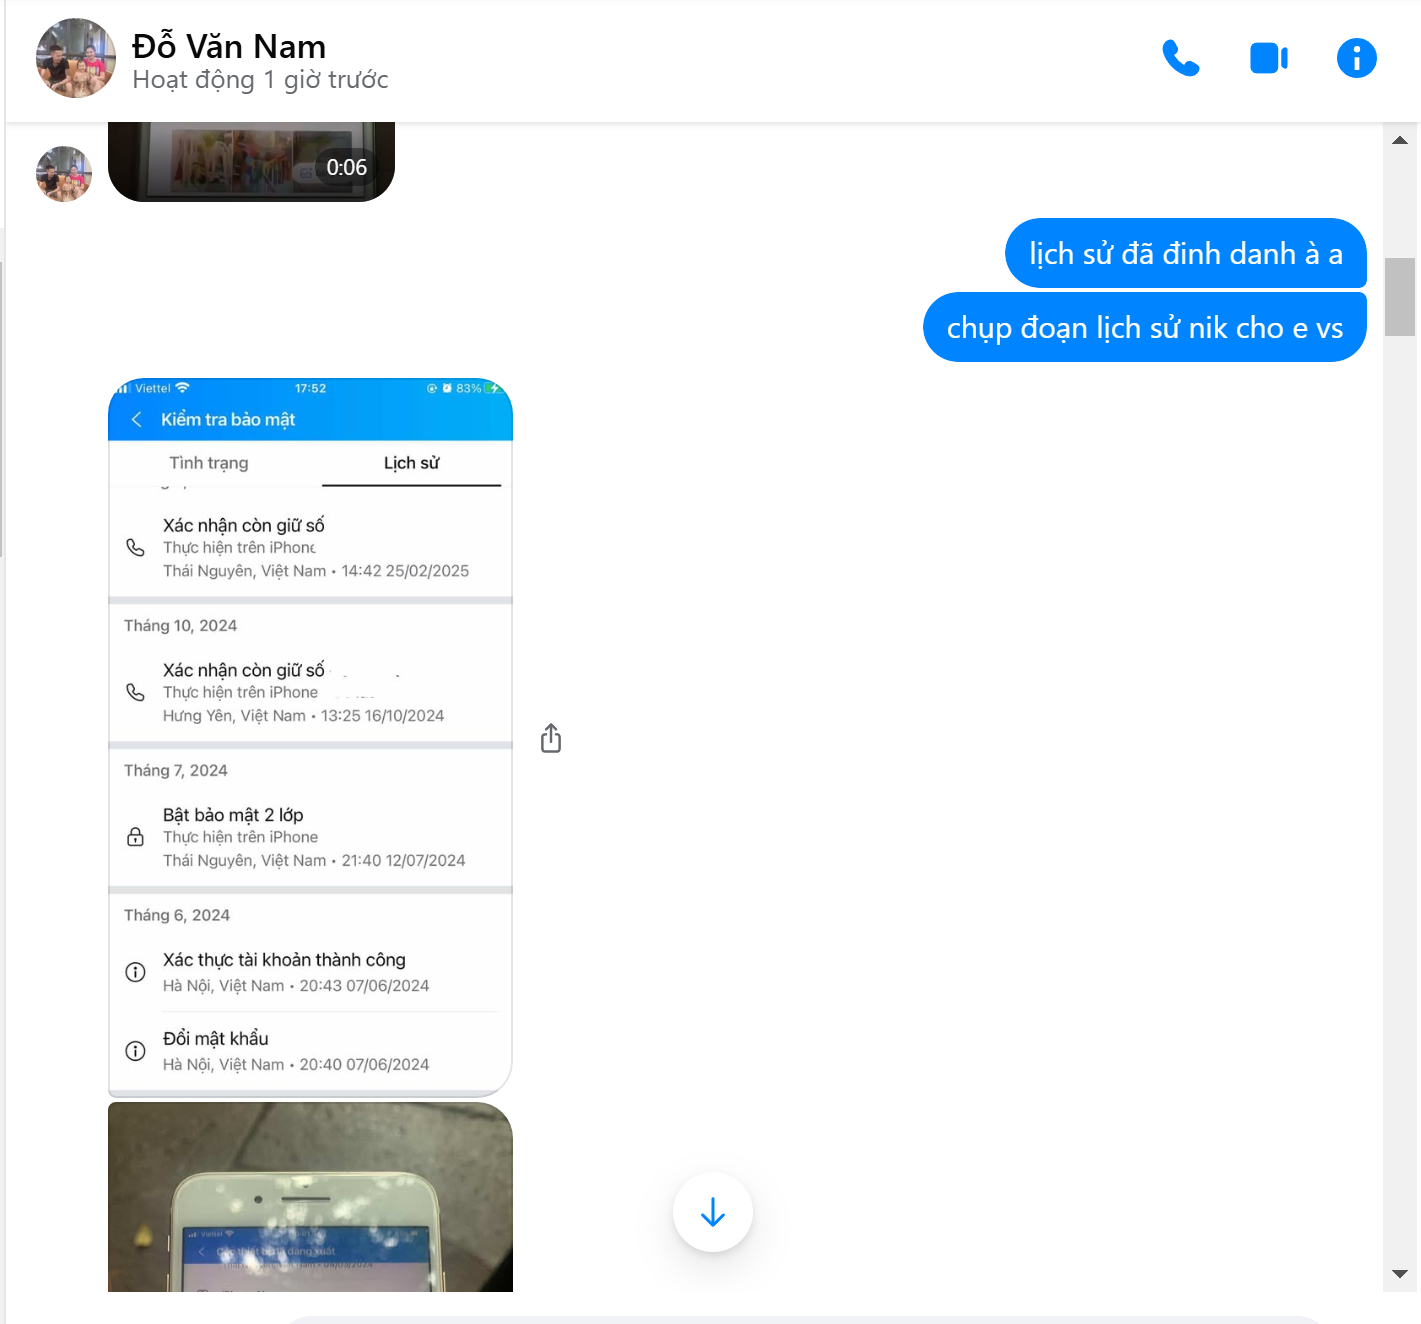 Đỗ Văn Nam
Hoạt động 1 giờ trước
0:06
lịch sử đã đinh danh à a
chụp đoạn lịch sử nik cho e vs
Viettel 17:52 83%
Kiểm tra bảo mật
Tình trạng Lịch sử
Xác nhận còn giữ số
Thực hiện trên iPhone
Thái Nguyên, Việt Nam • 14:42 25/02/2025
Tháng 10, 2024
Xác nhận còn giữ số
Thực hiện trên iPhone
Hưng Yên, Việt Nam • 13:25 16/10/2024
Tháng 7, 2024
Bật bảo mật 2 lớp
Thực hiện trên iPhone
Thái Nguyên, Việt Nam • 21:40 12/07/2024
Tháng 6, 2024
Xác thực tài khoản thành công
Hà Nội, Việt Nam • 20:43 07/06/2024
Đổi mật khẩu
Hà Nội, Việt Nam • 20:40 07/06/2024
Viettel
Các thiết bị đã đăng xuất